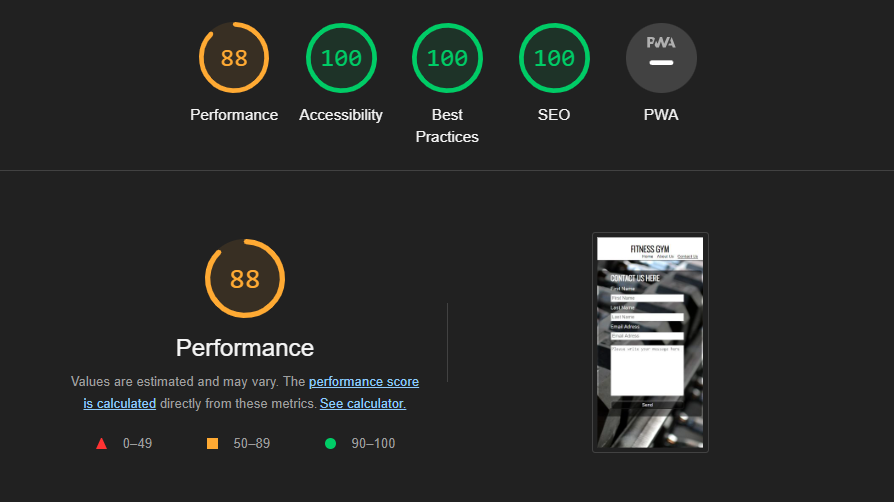 88
100
100
100
PWA
Performance
Accessibility
Best
Practices
SEO
PWA
88
Performance
Values are estimated and may vary. The performance score
is calculated directly from these metrics. See calculator.
0–49
50–89
90–100
FITNESS GYM
Home About Us Contact Us
CONTACT US HERE
First Name
First Name
Last Name
Last Name
Email Adress
Email Adress
Please write your message here
Send